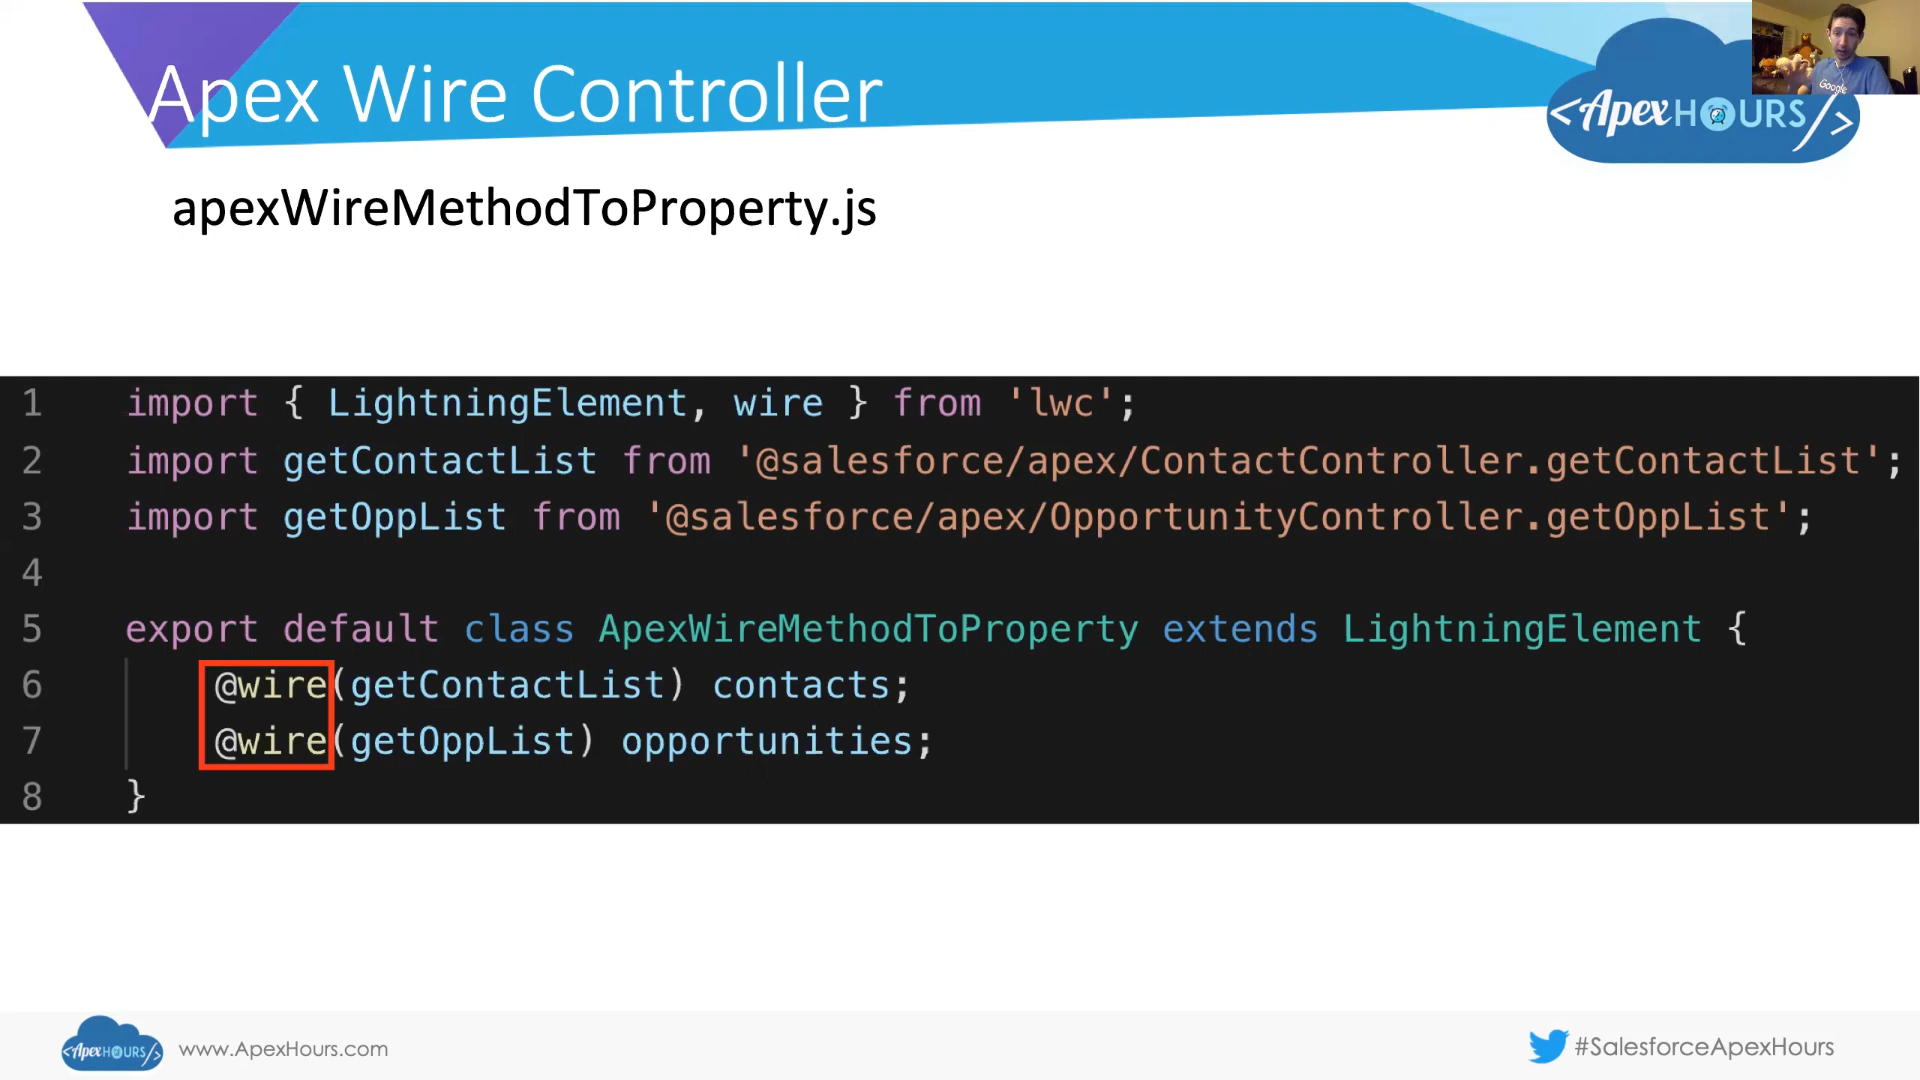 Apex Wire Controller
Google
<ApexHOURS/>
apexWireMethodToProperty.js
1 import { LightningElement, wire } from 'lwc';
2 import getContactList from '@salesforce/apex/ContactController.getContactList';
3 import getOppList from '@salesforce/apex/OpportunityController.getOppList';
4
5 export default class ApexWireMethodToProperty extends LightningElement {
6 @wire(getContactList) contacts;
7 @wire(getOppList) opportunities;
8 }
<ApexHOURS/> www.ApexHours.com
#SalesforceApexHours